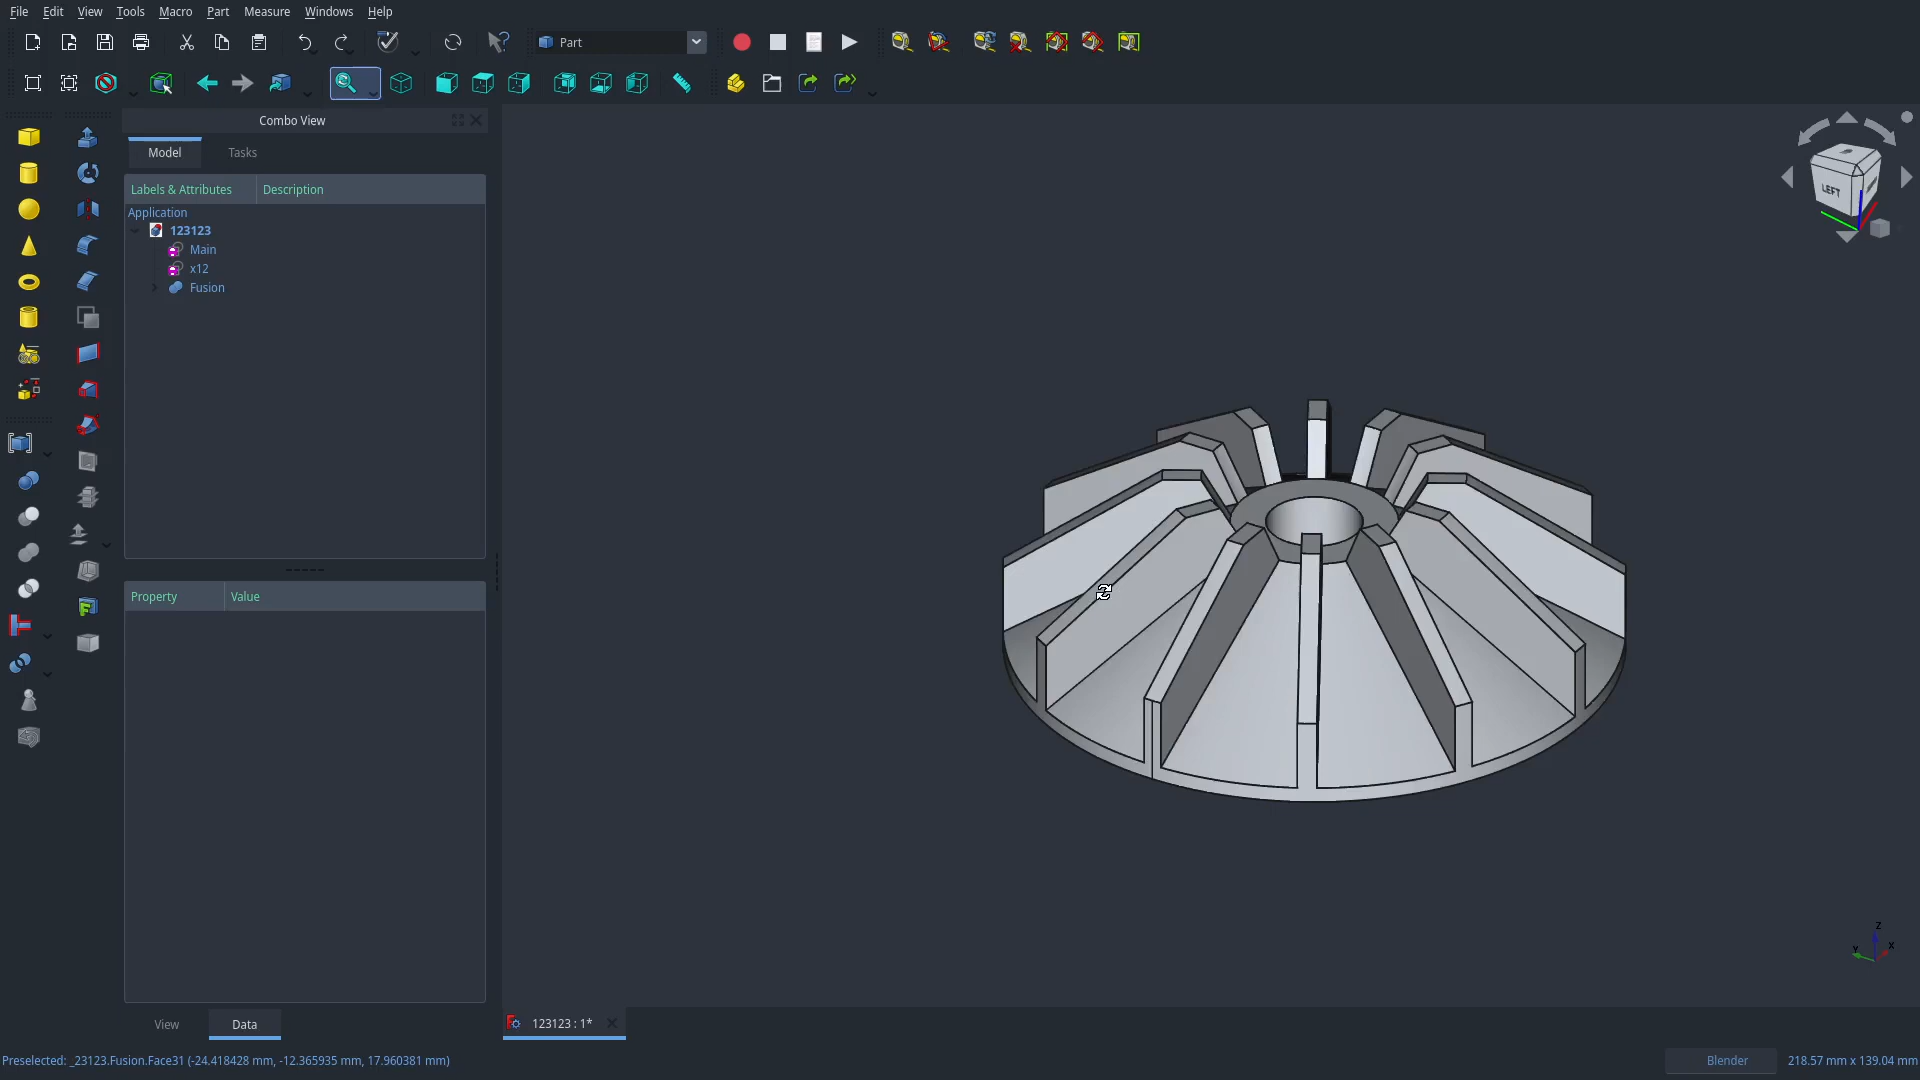 File Edit View Tools Macro Part Measure Windows Help
Part
Combo View
Model Tasks
Labels & Attributes Description
Application
123123
Main
x12
Fusion
Property Value
View Data
123123 : 1*
LEFT
Z
Y X
Preselected: _23123.Fusion.Face31 (-24.418428 mm, -12.365935 mm, 17.960381 mm)
Blender 218.57 mm x 139.04 mm